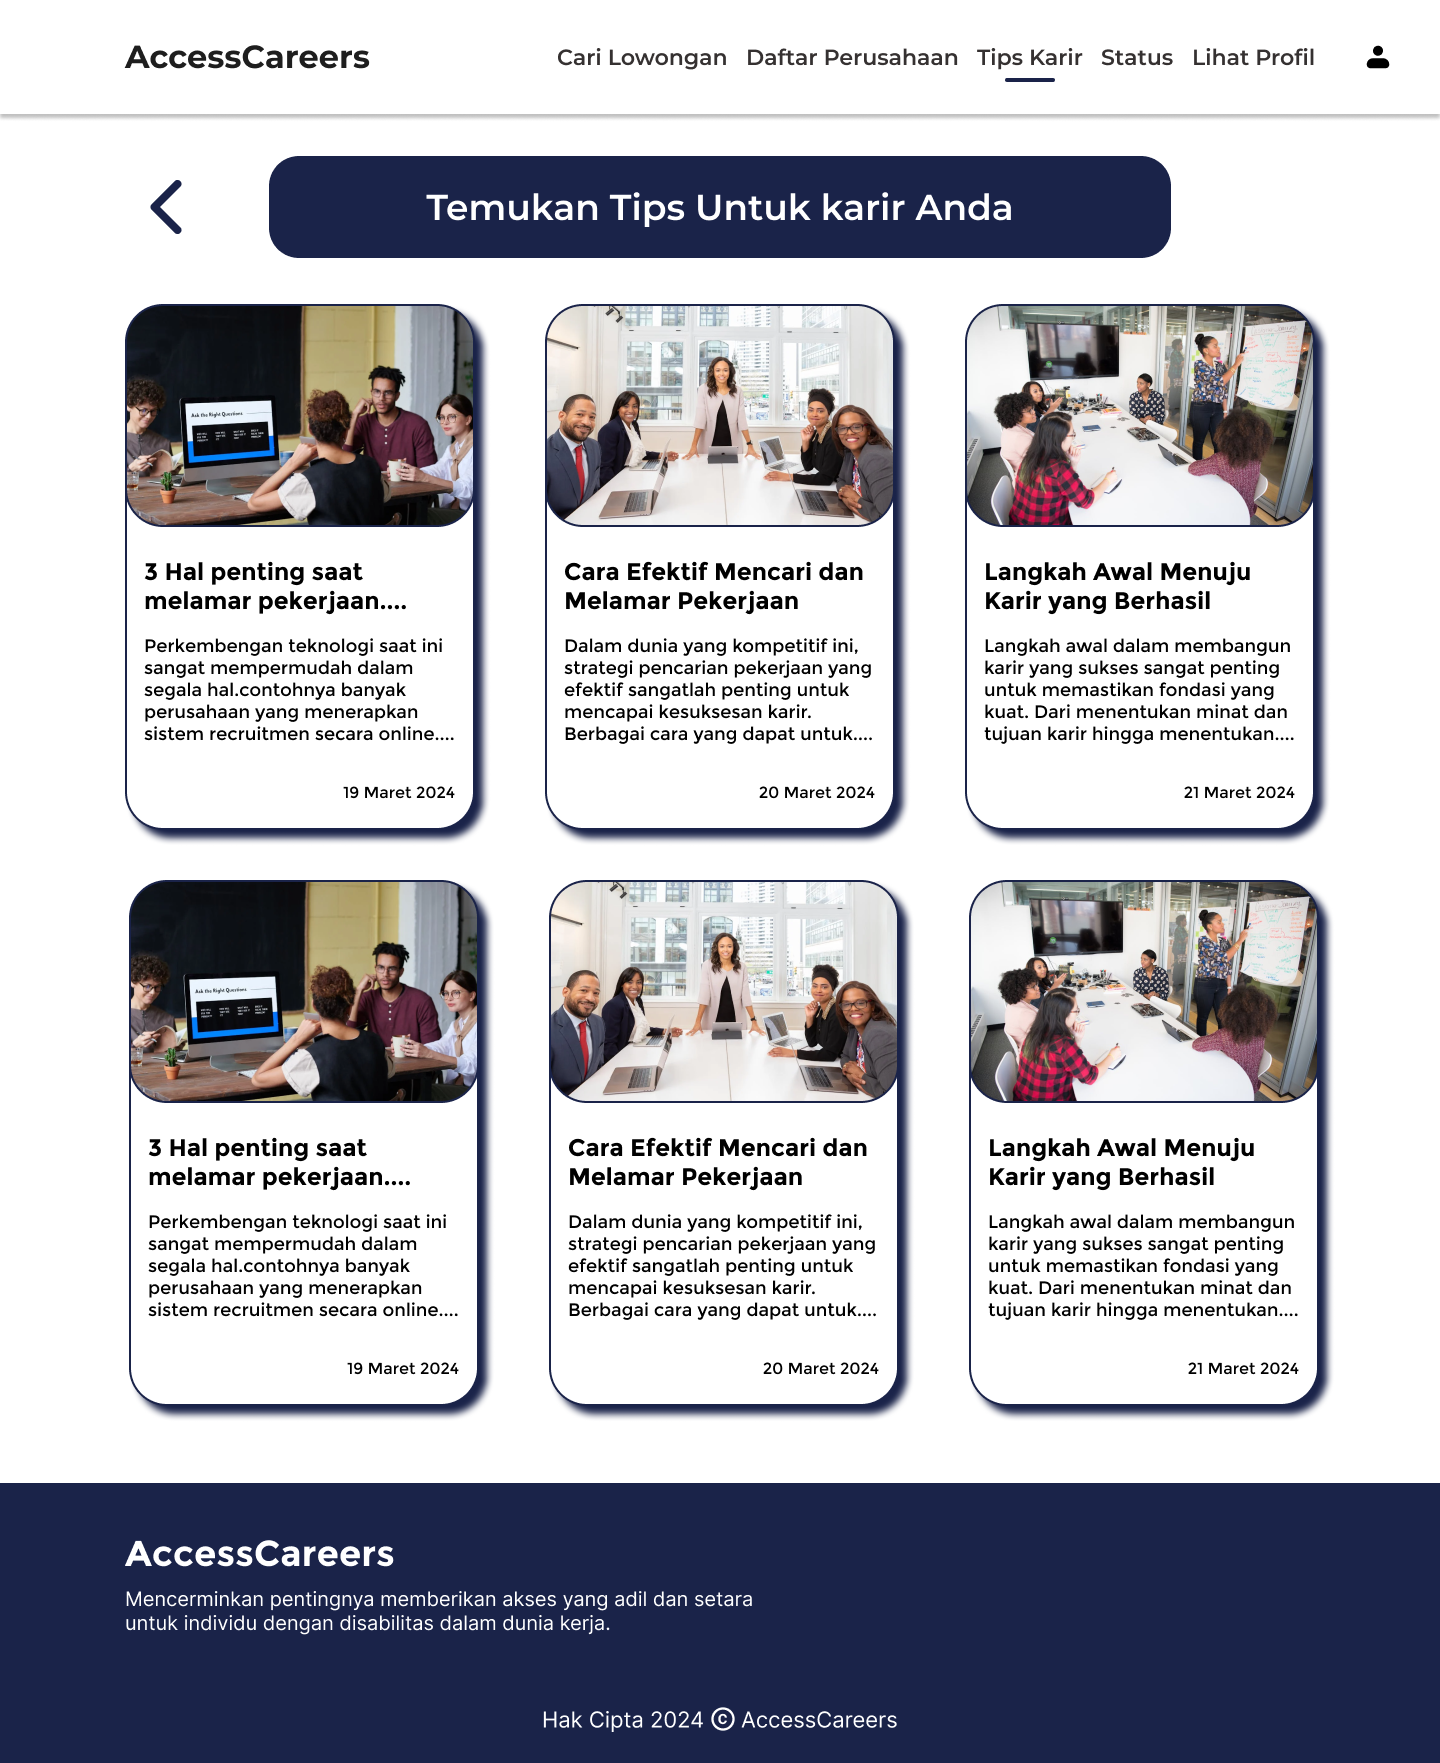 AccessCareers
Cari Lowongan Daftar Perusahaan Tips Karir Status Lihat Profil
Temukan Tips Untuk karir Anda
Ask the Right Questions
3 Hal penting saat
melamar pekerjaan....
Perkembengan teknologi saat ini
sangat mempermudah dalam
segala hal.contohnya banyak
perusahaan yang menerapkan
sistem recruitmen secara online....
19 Maret 2024
Cara Efektif Mencari dan
Melamar Pekerjaan
Dalam dunia yang kompetitif ini,
strategi pencarian pekerjaan yang
efektif sangatlah penting untuk
mencapai kesuksesan karir.
Berbagai cara yang dapat untuk....
20 Maret 2024
Langkah Awal Menuju
Karir yang Berhasil
Langkah awal dalam membangun
karir yang sukses sangat penting
untuk memastikan fondasi yang
kuat. Dari menentukan minat dan
tujuan karir hingga menentukan....
21 Maret 2024
Ask the Right Questions
3 Hal penting saat
melamar pekerjaan....
Perkembengan teknologi saat ini
sangat mempermudah dalam
segala hal.contohnya banyak
perusahaan yang menerapkan
sistem recruitmen secara online....
19 Maret 2024
Cara Efektif Mencari dan
Melamar Pekerjaan
Dalam dunia yang kompetitif ini,
strategi pencarian pekerjaan yang
efektif sangatlah penting untuk
mencapai kesuksesan karir.
Berbagai cara yang dapat untuk....
20 Maret 2024
Langkah Awal Menuju
Karir yang Berhasil
Langkah awal dalam membangun
karir yang sukses sangat penting
untuk memastikan fondasi yang
kuat. Dari menentukan minat dan
tujuan karir hingga menentukan....
21 Maret 2024
AccessCareers
Mencerminkan pentingnya memberikan akses yang adil dan setara
untuk individu dengan disabilitas dalam dunia kerja.
Hak Cipta 2024 © AccessCareers